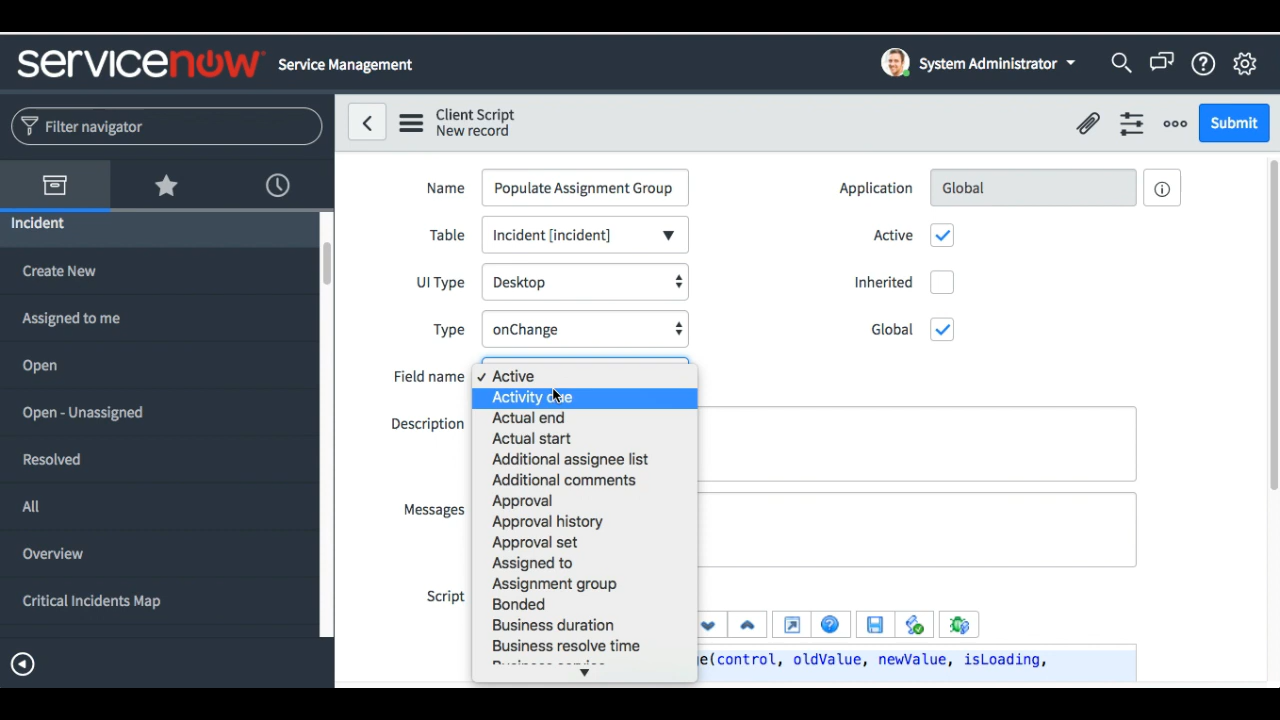 servicenow Service Management System Administrator
Filter navigator
Client Script
New record
Submit
Incident
Create New
Assigned to me
Open
Open - Unassigned
Resolved
All
Overview
Critical Incidents Map
Name Populate Assignment Group Application Global
Table Incident [incident] Active
UI Type Desktop Inherited
Type onChange Global
Field name
Active
Activity due
Actual end
Actual start
Additional assignee list
Additional comments
Approval
Approval history
Approval set
Assigned to
Assignment group
Bonded
Business duration
Business resolve time
Description
Messages
Script
(control, oldValue, newValue, isLoading,